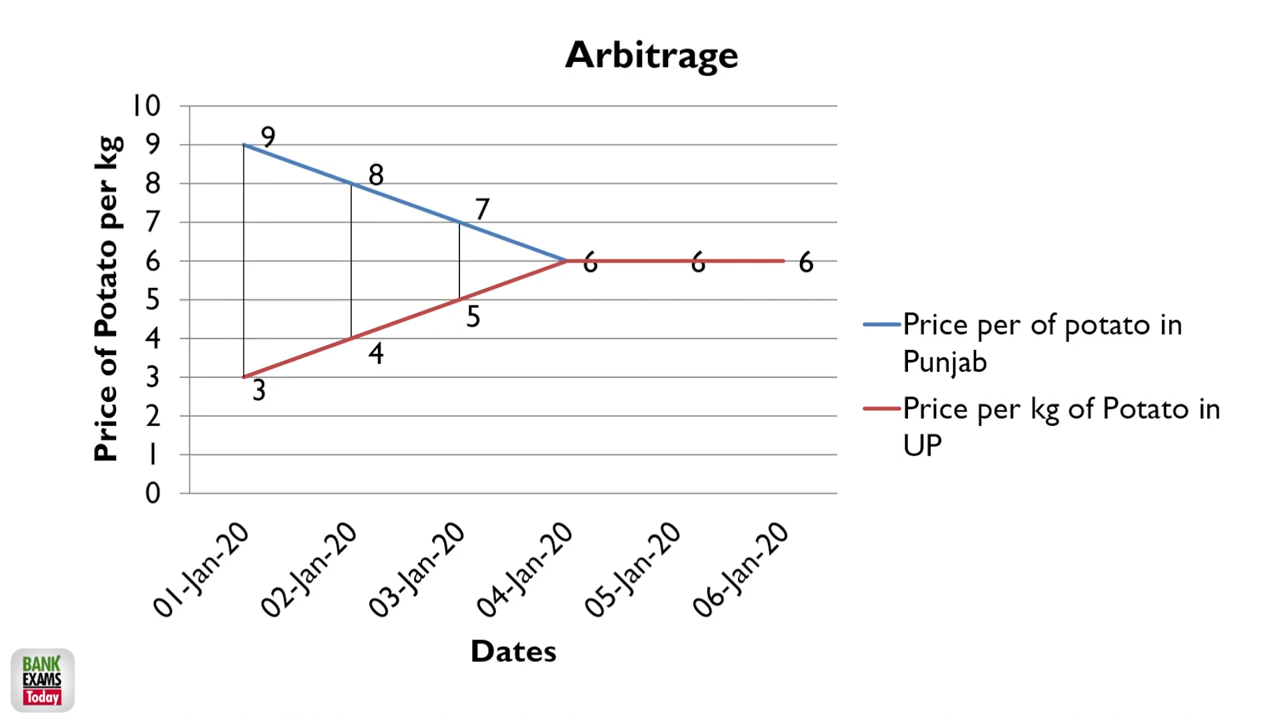 Arbitrage
Price of Potato per kg
10
9
8
7
6
5
4
3
2
1
0
9
8
7
6
6
6
3
4
5
01-Jan-20
02-Jan-20
03-Jan-20
04-Jan-20
05-Jan-20
06-Jan-20
Dates
Price per of potato in
Punjab
Price per kg of Potato in
UP
BANK
EXAMS
Today